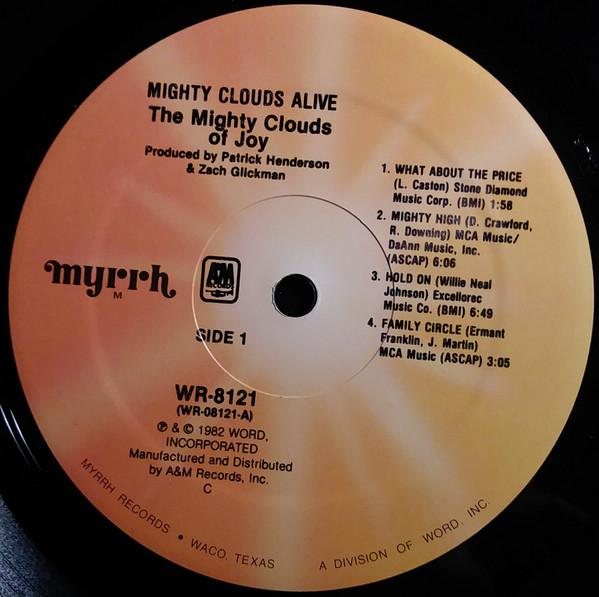 MIGHTY CLOUDS ALIVE
The Mighty Clouds
of Joy
Produced by Patrick Henderson
& Zach Glickman
1. WHAT ABOUT THE PRICE
(L. Caston) Stone Diamond
Music Corp. (BMI) 1:58
2. MIGHTY HIGH (D. Crawford,
R. Downing) MCA Music/
DaAnn Music, Inc.
(ASCAP) 6:06
3. HOLD ON (Willie Neal
Johnson) Excellorec
Music Co. (BMI) 6:49
4. FAMILY CIRCLE (Ermant
Franklin, J. Martin)
MCA Music (ASCAP) 3:05
myrrh
M
A&M
RECORDS
SIDE 1
WR-8121
(WR-08121-A)
℗ & © 1982 WORD,
INCORPORATED
Manufactured and Distributed
by A&M Records, Inc.
C
MYRRH RECORDS • WACO, TEXAS A DIVISION OF WORD, INC.